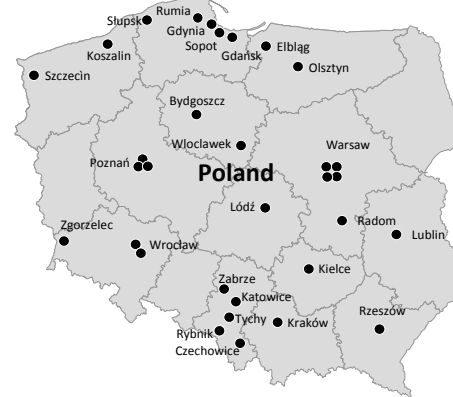 Rumia
Słupsk
Gdynia
Sopot
Gdańsk
Elbląg
Koszalin
Olsztyn
Szczecin
Bydgoszcz
Wloclawek
Warsaw
Poznań
Poland
Łódź
Radom
Zgorzelec
Wrocław
Lublin
Kielce
Zabrze
Katowice
Rzeszów
Tychy
Kraków
Rybnik
Czechowice